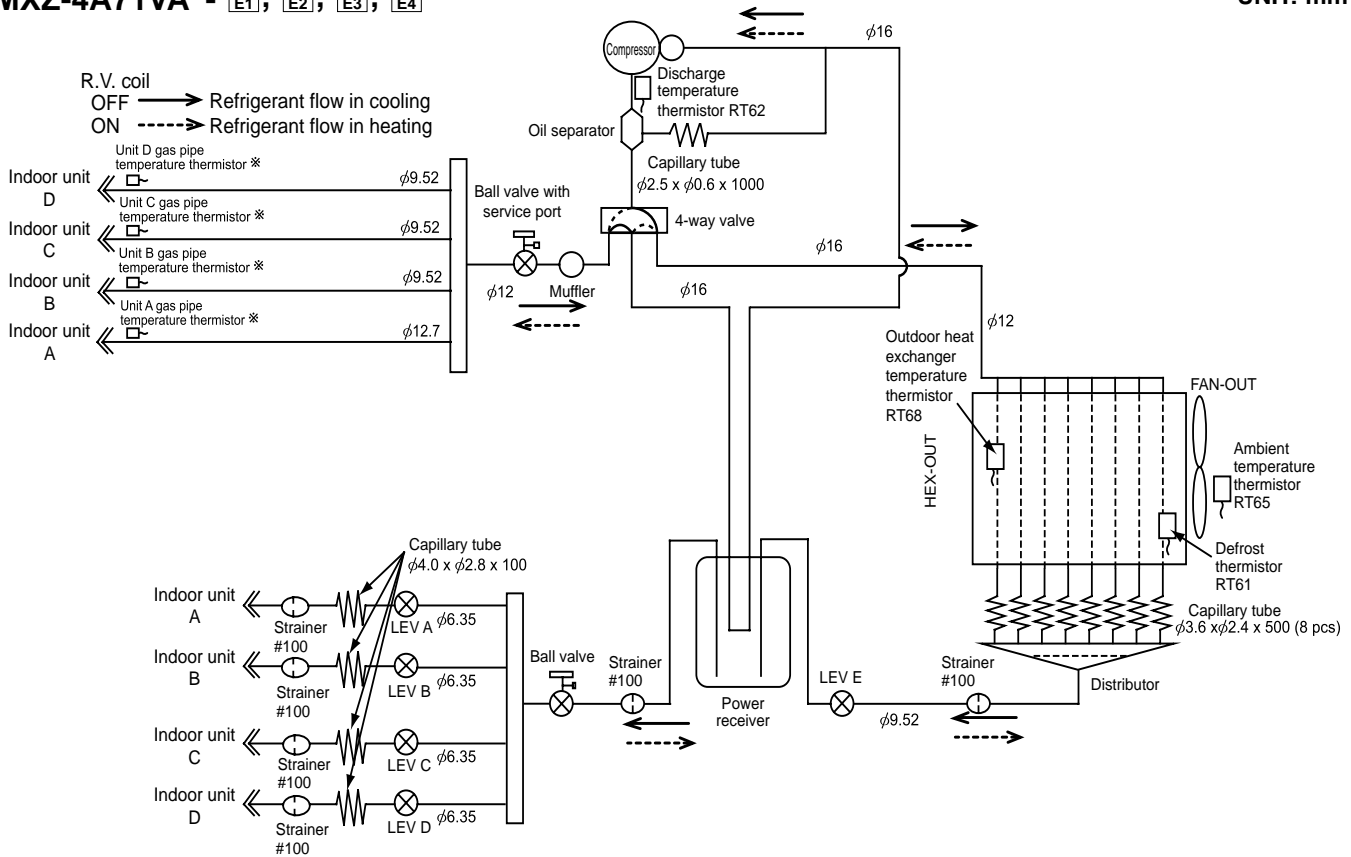 MXZ-4A71VA - E1, E2, E3, E4
UNIT: mm
R.V. coil
OFF Refrigerant flow in cooling
ON Refrigerant flow in heating
Compressor
Discharge
temperature
thermistor RT62
Oil separator
Capillary tube
ϕ2.5 x ϕ0.6 x 1000
4-way valve
ϕ16
Indoor unit
D
Unit D gas pipe
temperature thermistor ※
ϕ9.52
Indoor unit
C
Unit C gas pipe
temperature thermistor ※
ϕ9.52
Indoor unit
B
Unit B gas pipe
temperature thermistor ※
ϕ9.52
Indoor unit
A
Unit A gas pipe
temperature thermistor ※
ϕ12.7
Ball valve with
service port
ϕ12
Muffler
ϕ16
ϕ16
ϕ12
Outdoor heat
exchanger
temperature
thermistor
RT68
HEX-OUT
FAN-OUT
Ambient
temperature
thermistor
RT65
Defrost
thermistor
RT61
Capillary tube
ϕ3.6 xϕ2.4 x 500 (8 pcs)
Distributor
Capillary tube
ϕ4.0 x ϕ2.8 x 100
Indoor unit
A
Strainer
#100
LEV A
ϕ6.35
Indoor unit
B
Strainer
#100
LEV B
ϕ6.35
Indoor unit
C
Strainer
#100
LEV C
ϕ6.35
Indoor unit
D
Strainer
#100
LEV D
ϕ6.35
Ball valve
Strainer
#100
Power
receiver
LEV E
ϕ9.52
Strainer
#100